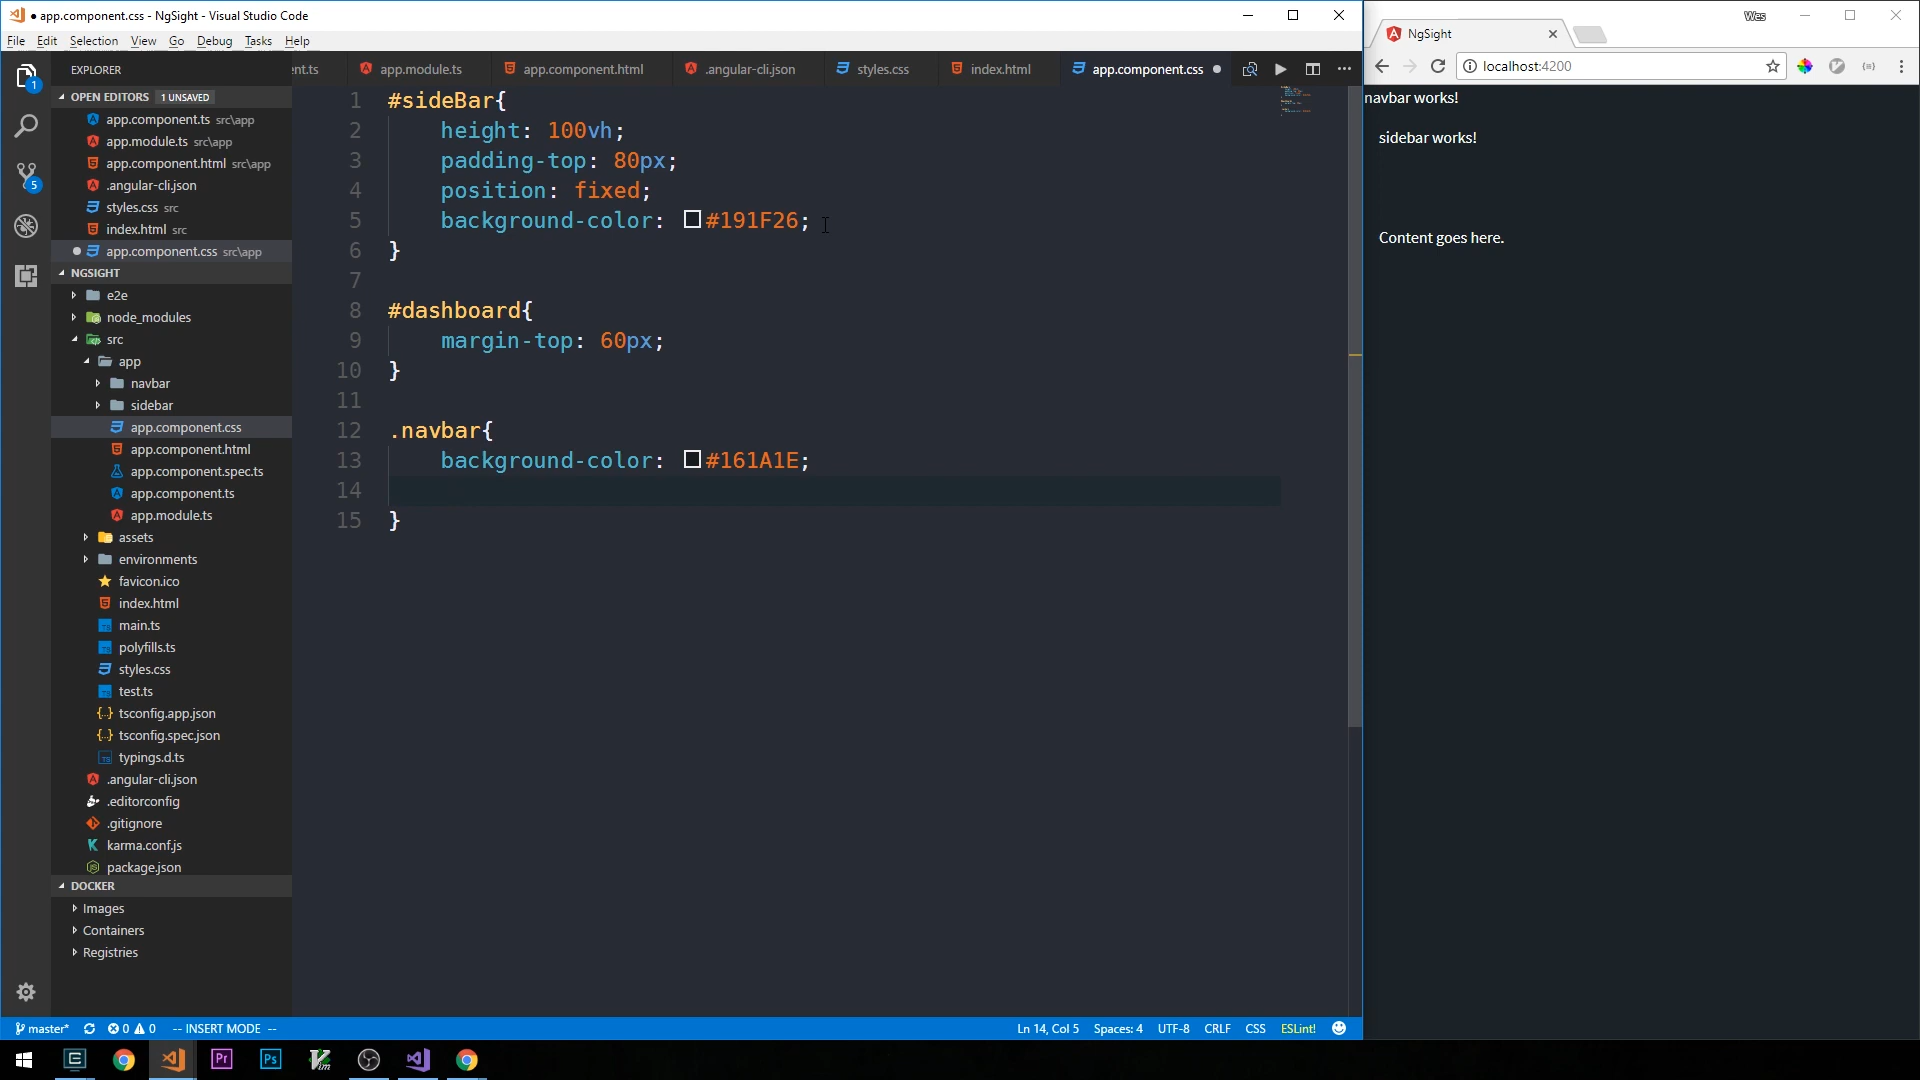 ● app.component.css - NgSight - Visual Studio Code
File Edit Selection View Go Debug Tasks Help
EXPLORER
OPEN EDITORS 1 UNSAVED
app.component.ts src\app
app.module.ts src\app
app.component.html src\app
.angular-cli.json
styles.css src
index.html src
app.component.css src\app
NGSIGHT
e2e
node_modules
src
app
navbar
sidebar
app.component.css
app.component.html
app.component.spec.ts
app.component.ts
app.module.ts
assets
environments
favicon.ico
index.html
main.ts
polyfills.ts
styles.css
test.ts
tsconfig.app.json
tsconfig.spec.json
typings.d.ts
.angular-cli.json
.editorconfig
.gitignore
karma.conf.js
package.json
DOCKER
Images
Containers
Registries
1
5
ent.ts app.module.ts app.component.html .angular-cli.json styles.css index.html app.component.css
1 #sideBar{
2 height: 100vh;
3 padding-top: 80px;
4 position: fixed;
5 background-color: #191F26;
6 }
7
8 #dashboard{
9 margin-top: 60px;
10 }
11
12 .navbar{
13 background-color: #161A1E;
14
15 }
master* 0 0 -- INSERT MODE -- Ln 14, Col 5 Spaces: 4 UTF-8 CRLF CSS ESLint!
NgSight Wes
localhost:4200
navbar works!
sidebar works!
Content goes here.
Pr Ps Vim